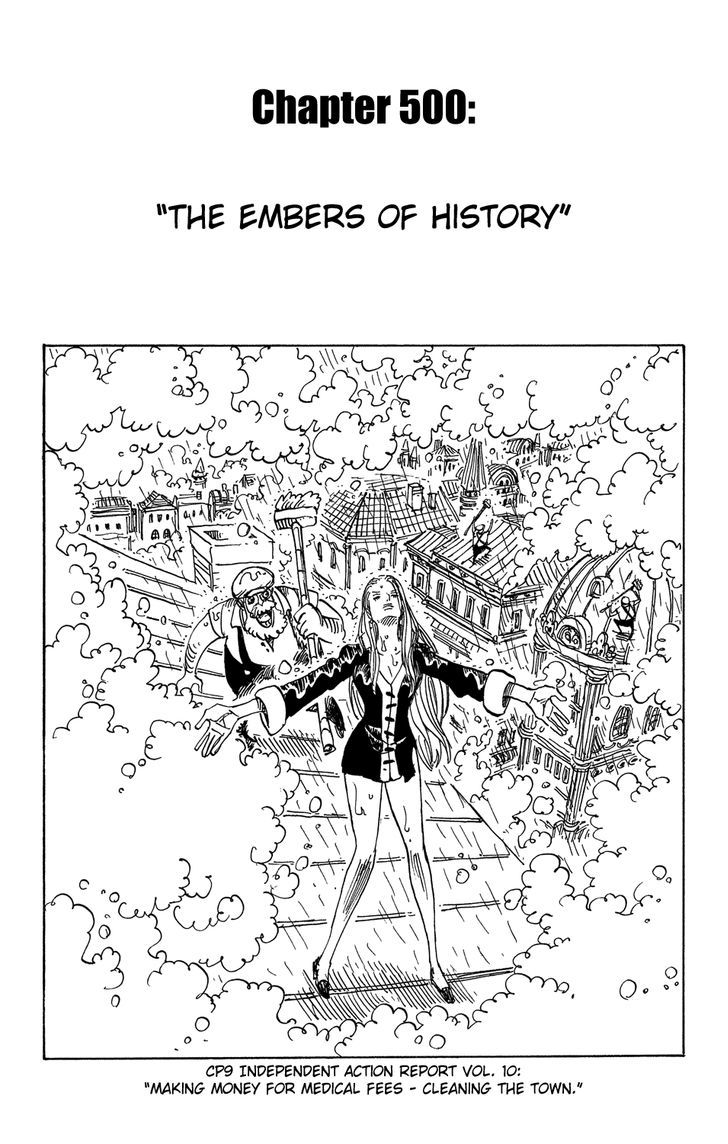 Chapter 500:
"THE EMBERS OF HISTORY"
CP9 INDEPENDENT ACTION REPORT VOL. 10:
"MAKING MONEY FOR MEDICAL FEES - CLEANING THE TOWN."